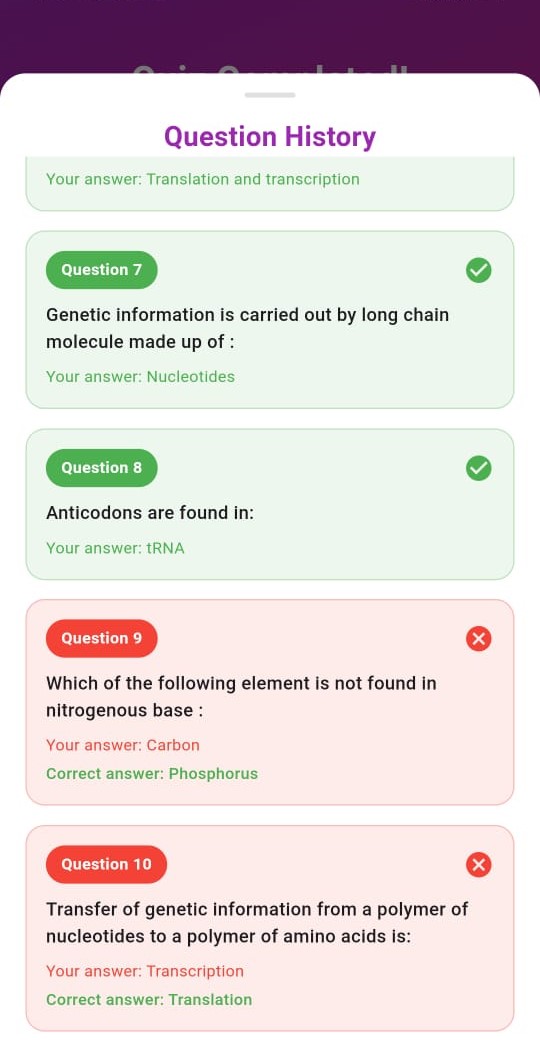 Question History
Your answer: Translation and transcription
Question 7
Genetic information is carried out by long chain
molecule made up of :
Your answer: Nucleotides
Question 8
Anticodons are found in:
Your answer: tRNA
Question 9
Which of the following element is not found in
nitrogenous base :
Your answer: Carbon
Correct answer: Phosphorus
Question 10
Transfer of genetic information from a polymer of
nucleotides to a polymer of amino acids is:
Your answer: Transcription
Correct answer: Translation